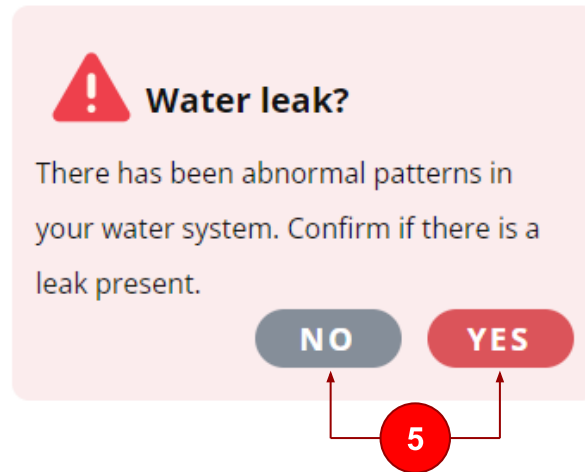 Water leak?
There has been abnormal patterns in
your water system. Confirm if there is a
leak present.
NO YES
5